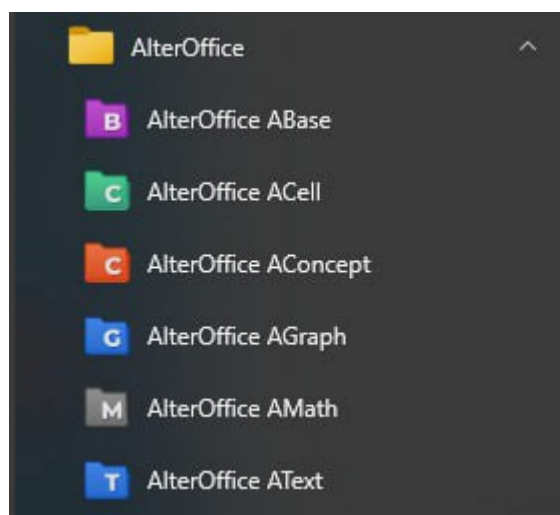 AlterOffice
B AlterOffice ABase
C AlterOffice ACell
C AlterOffice AConcept
G AlterOffice AGraph
M AlterOffice AMath
T AlterOffice AText